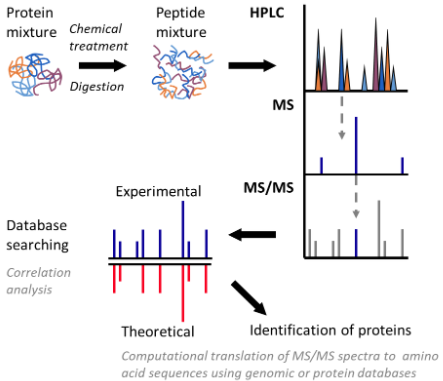 Protein
mixture
Chemical
treatment
Digestion
Peptide
mixture
HPLC
MS
MS/MS
Experimental
Database
searching
Correlation
analysis
Theoretical
Identification of proteins
Computational translation of MS/MS spectra to amino
acid sequences using genomic or protein databases